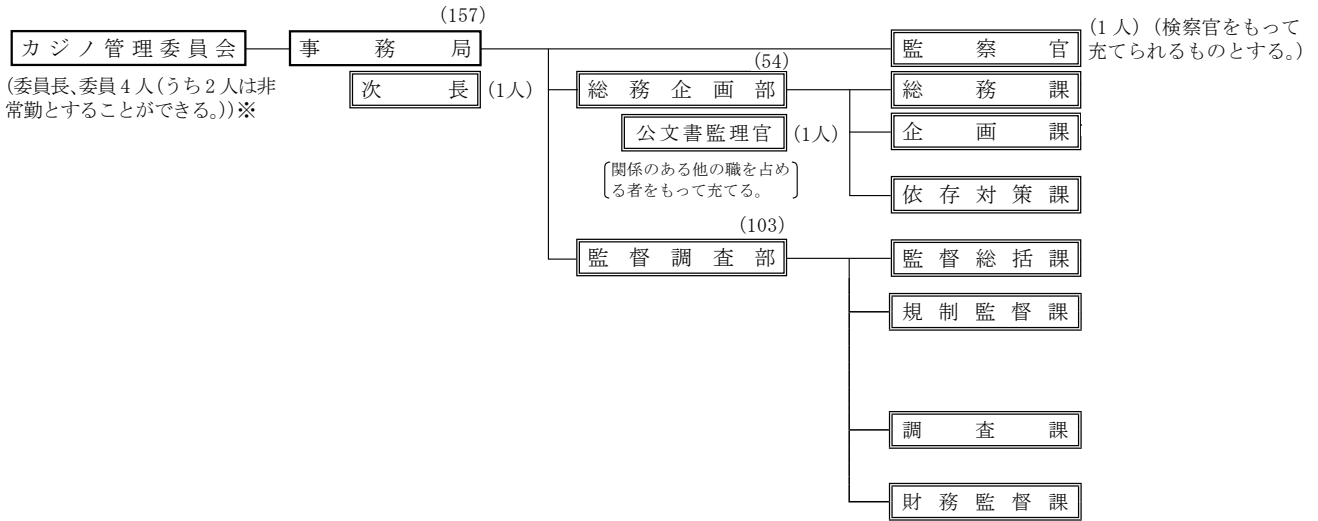 (157)
カジノ管理委員会
事務局
監察官
(1人)(検察官をもって
充てられるものとする。)
(委員長、委員4人(うち2人は非
常勤とすることができる。))※
次長
(1人)
(54)
総務企画部
総務課
公文書監理官
(1人)
企画課
関係のある他の職を占め
る者をもって充てる。
依存対策課
(103)
監督調査部
監督総括課
規制監督課
調査課
財務監督課